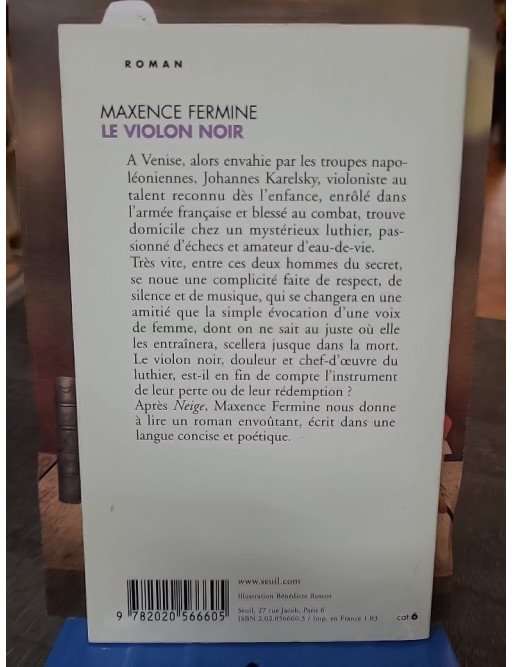 ROMAN
MAXENCE FERMINE
LE VIOLON NOIR
A Venise, alors envahie par les troupes napo-
léoniennes, Johannes Karelsky, violoniste au
talent reconnu dès l'enfance, enrôlé dans
l'armée française et blessé au combat, trouve
domicile chez un mystérieux luthier, pas-
sionné d'échecs et amateur d'eau-de-vie.
Très vite, entre ces deux hommes du secret,
se noue une complicité faite de respect, de
silence et de musique, qui se changera en une
amitié que la simple évocation d'une voix
de femme, dont on ne sait au juste où elle
les entraînera, scellera jusque dans la mort.
Le violon noir, douleur et chef-d'œuvre du
luthier, est-il en fin de compte l'instrument
de leur perte ou de leur rédemption ?
Après Neige, Maxence Fermine nous donne
à lire un roman envoûtant, écrit dans une
langue concise et poétique.
www.seuil.com
Illustration Bénédicte Roscot
Seuil, 27 rue Jacob, Paris 6
ISBN 2.02.056660.5 / imp. en France 1.03
cat.6
9 782020 566605